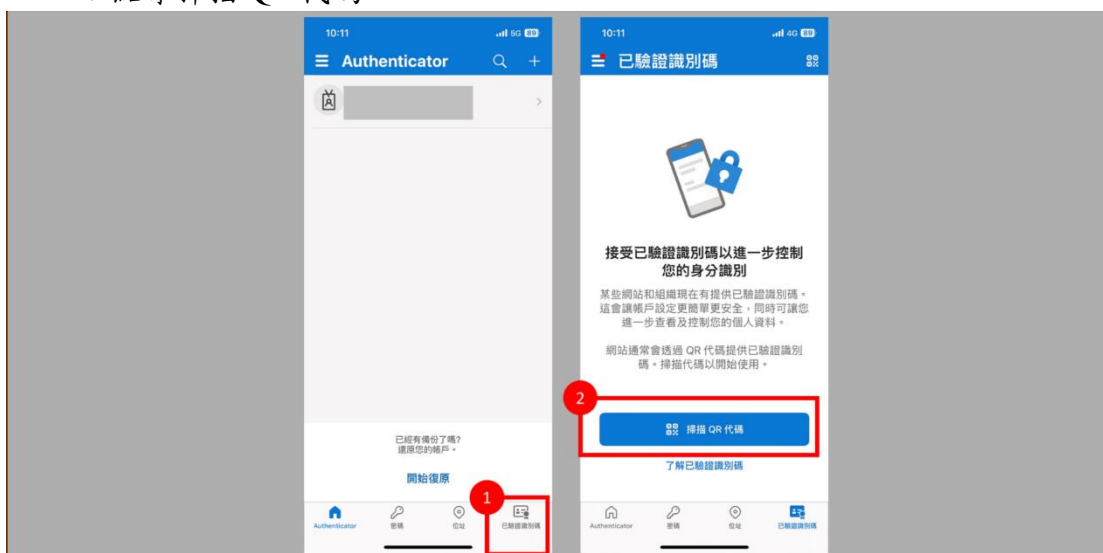 10:11
5G 89
Authenticator
已經有備份了嗎?
還原您的帳戶。
開始復原
1
Authenticator
密碼
位址
已驗證識別碼
10:11
4G 89
已驗證識別碼
接受已驗證識別碼以進一步控制
您的身分識別
某些網站和組織現在有提供已驗證識別碼。
這會讓帳戶設定更簡單更安全,同時可讓您
進一步查看及控制您的個人資料。
網站通常會透過 QR 代碼提供已驗證識別
碼。掃描代碼以開始使用。
2
掃描 QR 代碼
了解已驗證識別碼
Authenticator
密碼
位址
已驗證識別碼